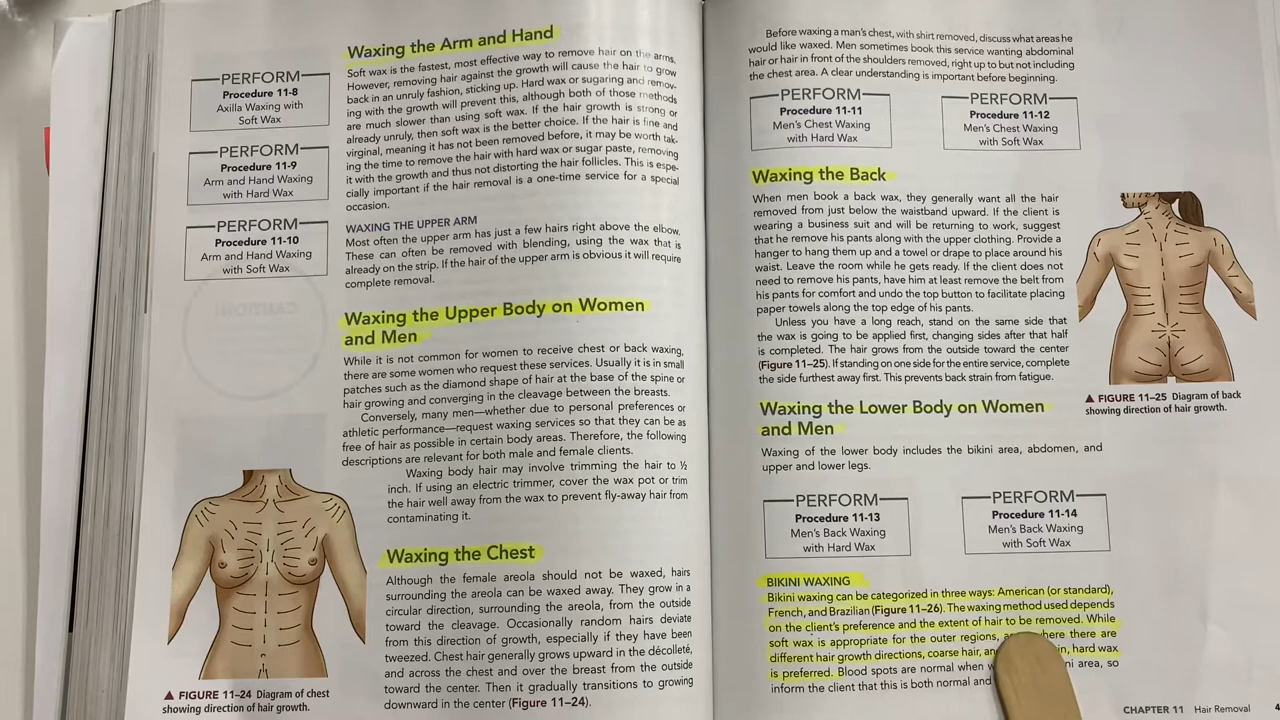 PERFORM
Procedure 11-8
Axilla Waxing with
Soft Wax
PERFORM
Procedure 11-9
Arm and Hand Waxing
with Hard Wax
PERFORM
Procedure 11-10
Arm and Hand Waxing
with Soft Wax
Waxing the Arm and Hand
Soft wax is the fastest, most effective way to remove hair on the arms.
However, removing hair against the growth will cause the hair to grow
back in an unruly fashion, sticking up. Hard wax or sugaring and remov-
ing with the growth will prevent this, although both of those methods
are much slower than using soft wax. If the hair growth is strong or
already unruly, then soft wax is the better choice. If the hair is fine and
virginal, meaning it has not been removed before, it may be worth tak-
ing the time to remove the hair with hard wax or sugar paste, removing
it with the growth and thus not distorting the hair follicles. This is espe-
cially important if the hair removal is a one-time service for a special
occasion.
WAXING THE UPPER ARM
Most often the upper arm has just a few hairs right above the elbow.
These can often be removed with blending, using the wax that is
already on the strip. If the hair of the upper arm is obvious it will require
complete removal.
Waxing the Upper Body on Women
and Men
While it is not common for women to receive chest or back waxing,
there are some women who request these services. Usually it is in small
patches such as the diamond shape of hair at the base of the spine or
hair growing and converging in the cleavage between the breasts.
Conversely, many men—whether due to personal preferences or
athletic performance—request waxing services so that they can be as
free of hair as possible in certain body areas. Therefore, the following
descriptions are relevant for both male and female clients.
Waxing body hair may involve trimming the hair to ½
inch. If using an electric trimmer, cover the wax pot or trim
the hair well away from the wax to prevent fly-away hair from
contaminating it.
Waxing the Chest
Although the female areola should not be waxed, hairs
surrounding the areola can be waxed away. They grow in a
circular direction, surrounding the areola, from the outside
toward the cleavage. Occasionally random hairs deviate
from this direction of growth, especially if they have been
tweezed. Chest hair generally grows upward in the décolleté,
and across the chest and over the breast from the outside
toward the center. Then it gradually transitions to growing
downward in the center (Figure 11–24).
▲ FIGURE 11–24 Diagram of chest
showing direction of hair growth.
Before waxing a man's chest, with shirt removed, discuss what areas he
would like waxed. Men sometimes book this service wanting abdominal
hair or hair in front of the shoulders removed, right up to but not including
the chest area. A clear understanding is important before beginning.
PERFORM
Procedure 11-11
Men's Chest Waxing
with Hard Wax
PERFORM
Procedure 11-12
Men's Chest Waxing
with Soft Wax
Waxing the Back
When men book a back wax, they generally want all the hair
removed from just below the waistband upward. If the client is
wearing a business suit and will be returning to work, suggest
that he remove his pants along with the upper clothing. Provide a
hanger to hang them up and a towel or drape to place around his
waist. Leave the room while he gets ready. If the client does not
need to remove his pants, have him at least remove the belt from
his pants for comfort and undo the top button to facilitate placing
paper towels along the top edge of his pants.
Unless you have a long reach, stand on the same side that
the wax is going to be applied first, changing sides after that half
is completed. The hair grows from the outside toward the center
(Figure 11–25). If standing on one side for the entire service, complete
the side furthest away first. This prevents back strain from fatigue.
▲ FIGURE 11–25 Diagram of back
showing direction of hair growth.
Waxing the Lower Body on Women
and Men
Waxing of the lower body includes the bikini area, abdomen, and
upper and lower legs.
PERFORM
Procedure 11-13
Men's Back Waxing
with Hard Wax
PERFORM
Procedure 11-14
Men's Back Waxing
with Soft Wax
BIKINI WAXING
Bikini waxing can be categorized in three ways: American (or standard),
French, and Brazilian (Figure 11–26). The waxing method used depends
on the client's preference and the extent of hair to be removed. While
soft wax is appropriate for the outer regions, there are
different hair growth directions, coarse hair, hard wax
is preferred. Blood spots are normal when area, so
inform the client that this is both normal and
CHAPTER 11 Hair Removal